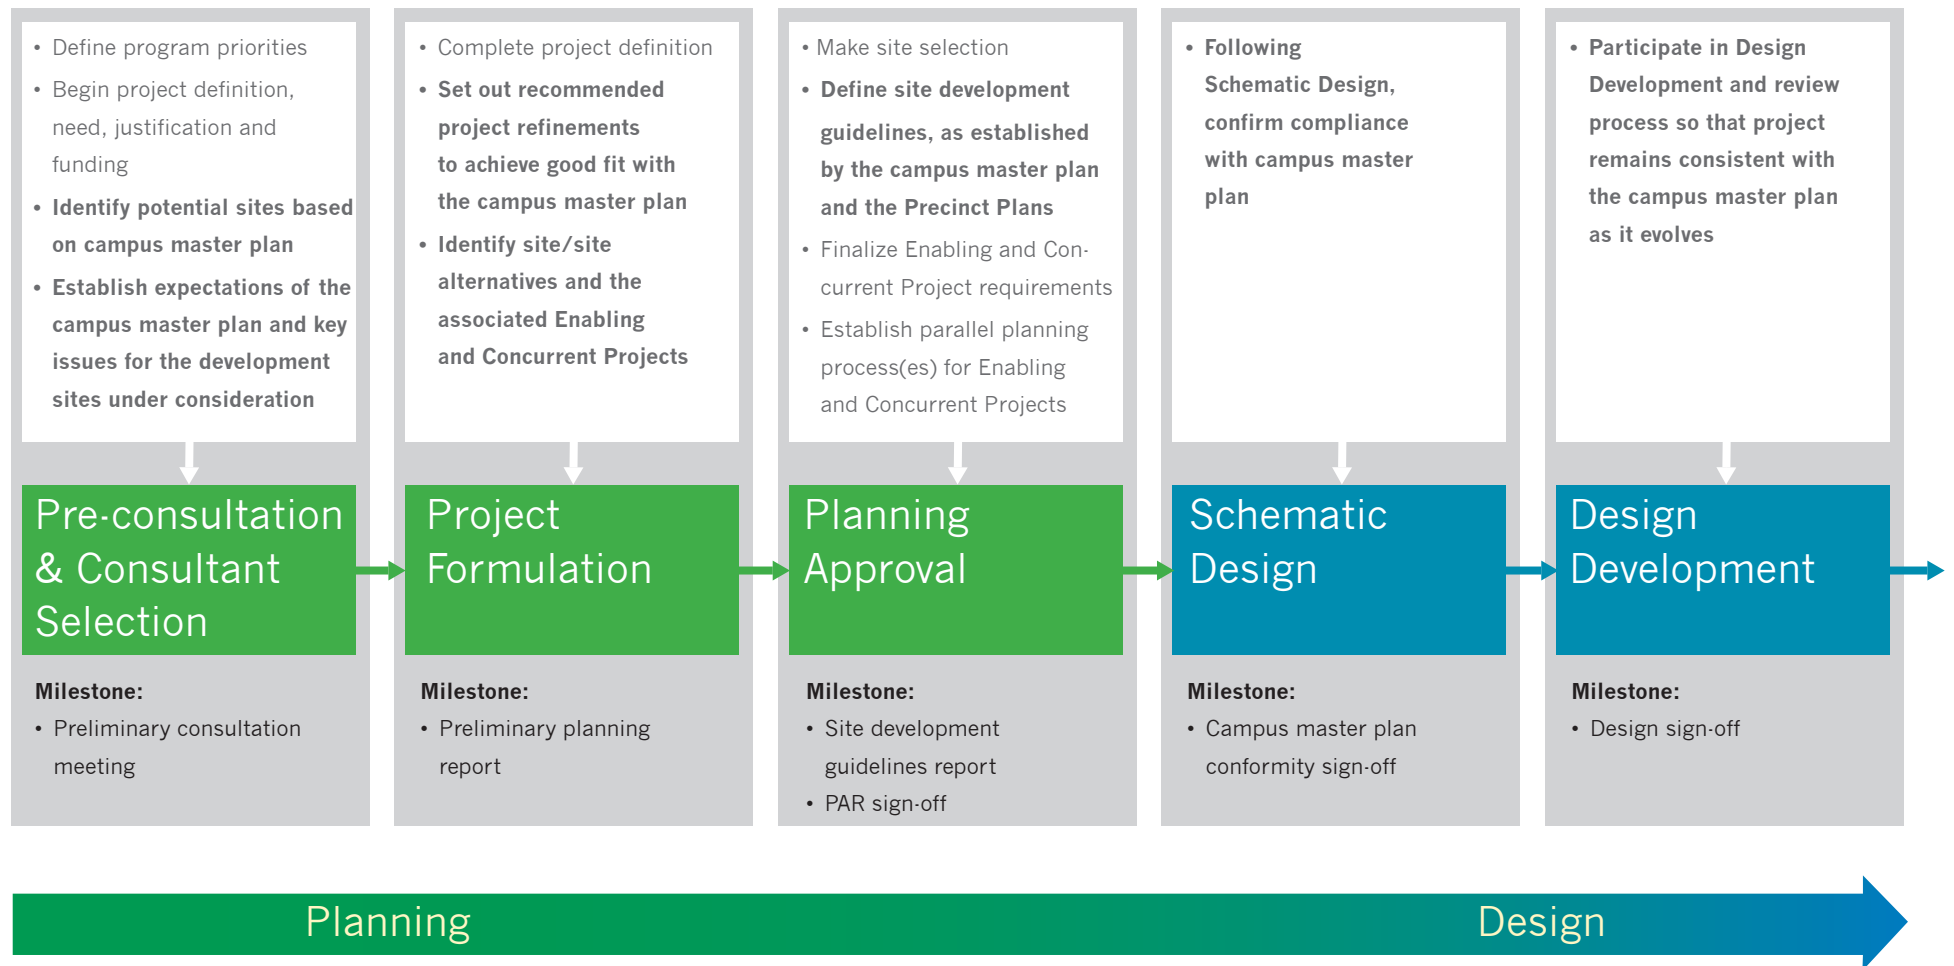 • Define program priorities
• Begin project definition,
need, justification and
funding
• Identify potential sites based
on campus master plan
• Establish expectations of the
campus master plan and key
issues for the development
sites under consideration
Pre-consultation
& Consultant
Selection
Milestone:
• Preliminary consultation
meeting
• Complete project definition
• Set out recommended
project refinements
to achieve good fit with
the campus master plan
• Identify site/site
alternatives and the
associated Enabling
and Concurrent Projects
Project
Formulation
Milestone:
• Preliminary planning
report
• Make site selection
• Define site development
guidelines, as established
by the campus master plan
and the Precinct Plans
• Finalize Enabling and Con-
current Project requirements
• Establish parallel planning
process(es) for Enabling
and Concurrent Projects
Planning
Approval
Milestone:
• Site development
guidelines report
• PAR sign-off
• Following
Schematic Design,
confirm compliance
with campus master
plan
Schematic
Design
Milestone:
• Campus master plan
conformity sign-off
• Participate in Design
Development and review
process so that project
remains consistent with
the campus master plan
as it evolves
Design
Development
Milestone:
• Design sign-off
Planning
Design